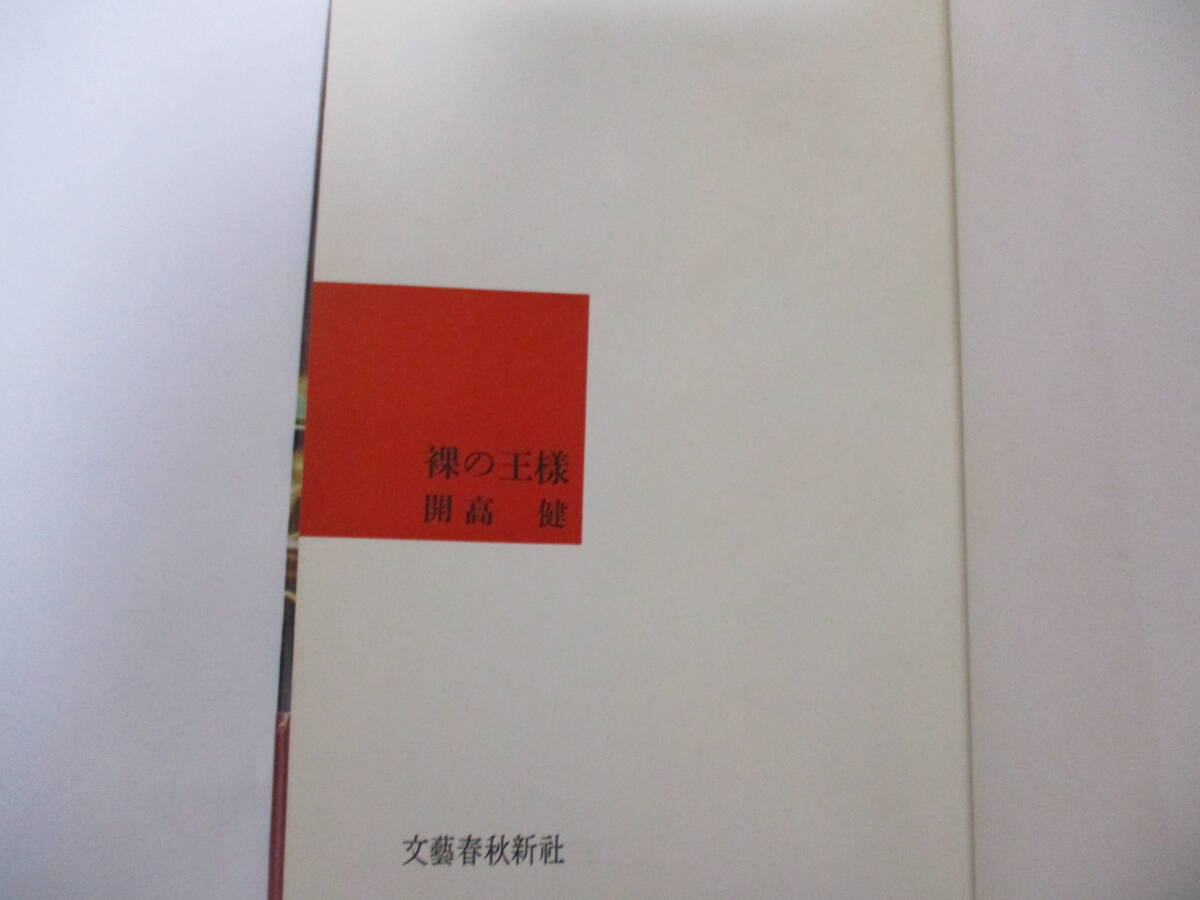 裸の王様
開高 健
文藝春秋新社